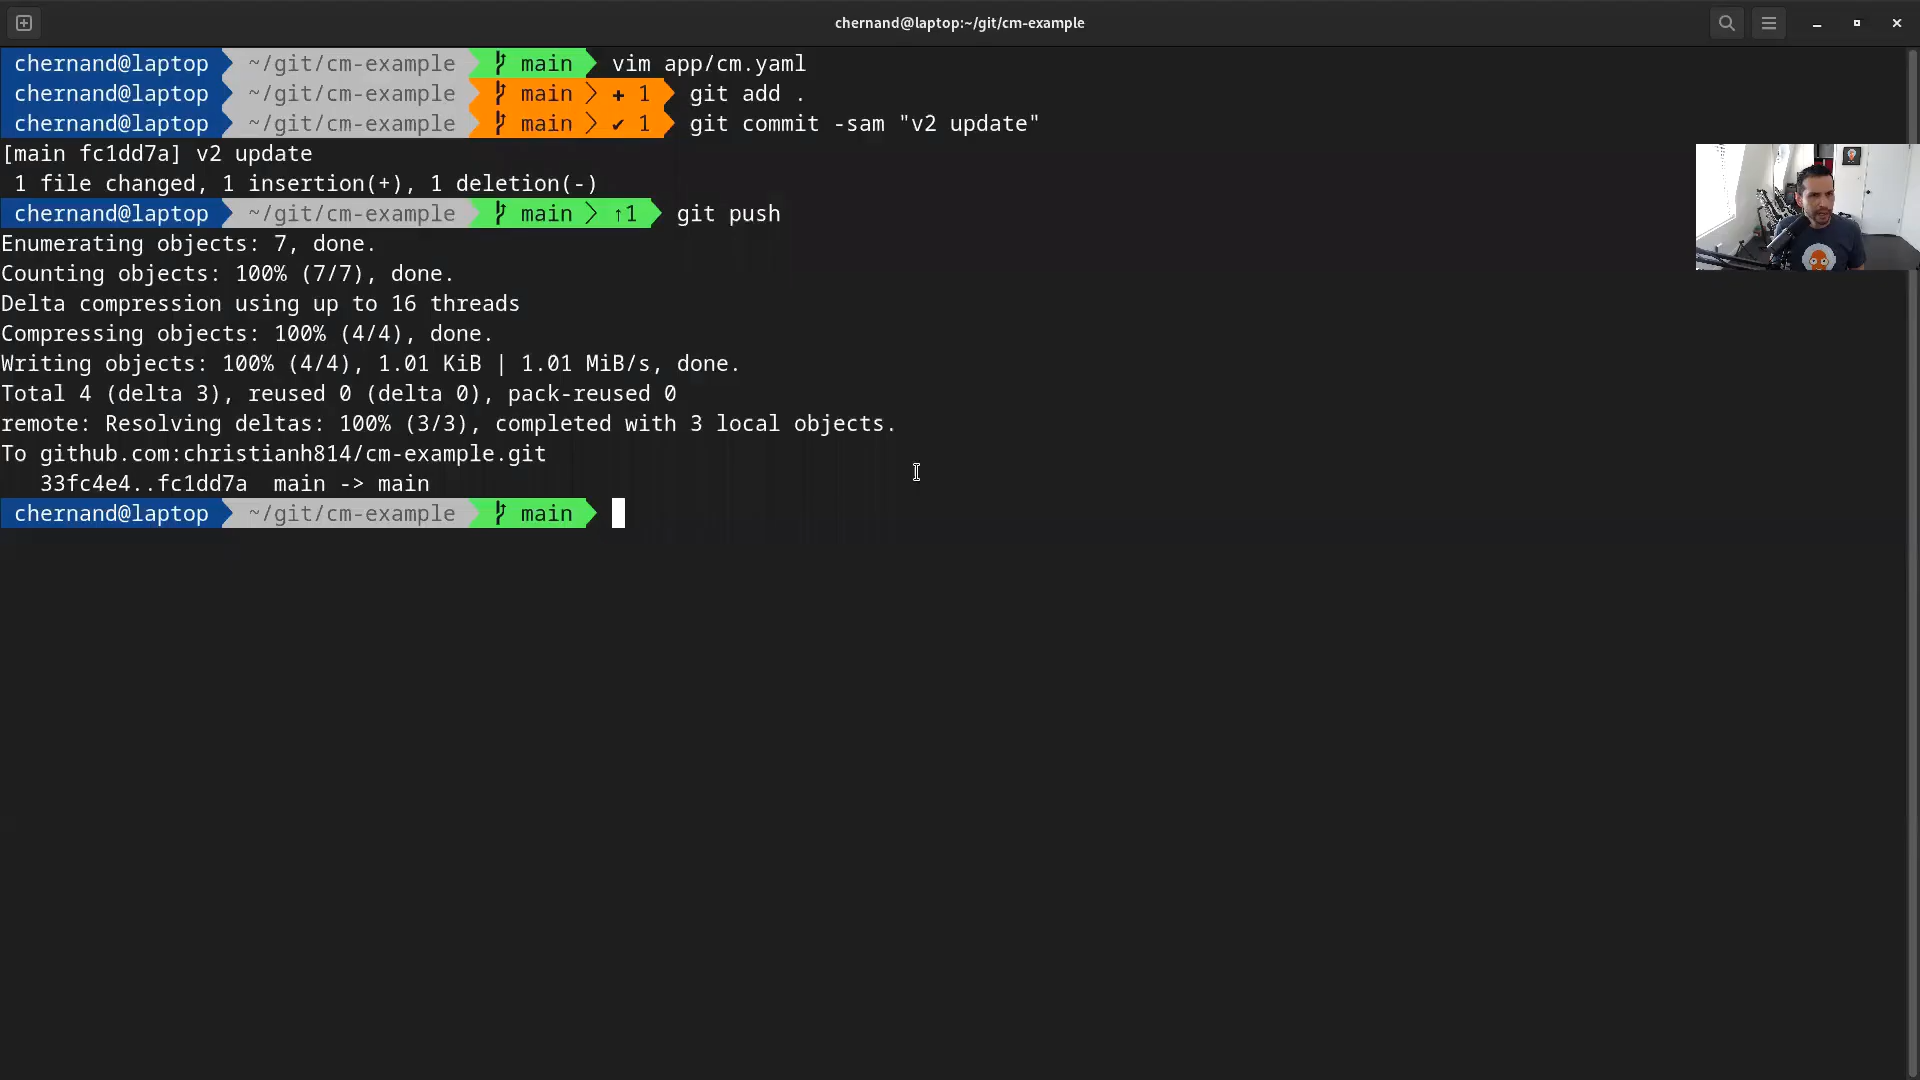 chernand@laptop:~/git/cm-example
chernand@laptop ~/git/cm-example main vim app/cm.yaml
chernand@laptop ~/git/cm-example main + 1 git add .
chernand@laptop ~/git/cm-example main ✔ 1 git commit -sam "v2 update"
[main fc1dd7a] v2 update
1 file changed, 1 insertion(+), 1 deletion(-)
chernand@laptop ~/git/cm-example main ↑1 git push
Enumerating objects: 7, done.
Counting objects: 100% (7/7), done.
Delta compression using up to 16 threads
Compressing objects: 100% (4/4), done.
Writing objects: 100% (4/4), 1.01 KiB | 1.01 MiB/s, done.
Total 4 (delta 3), reused 0 (delta 0), pack-reused 0
remote: Resolving deltas: 100% (3/3), completed with 3 local objects.
To github.com:christianh814/cm-example.git
33fc4e4..fc1dd7a main -> main
chernand@laptop ~/git/cm-example main